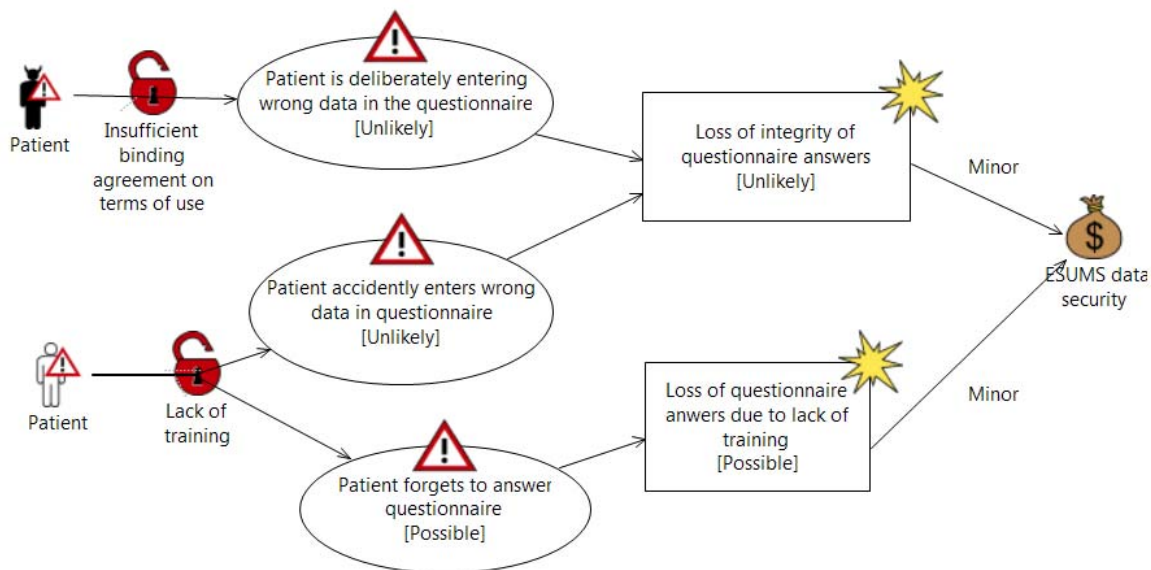 Patient
Insufficient
binding
agreement on
terms of use
Patient is deliberately entering
wrong data in the questionnaire
[Unlikely]
Loss of integrity of
questionnaire answers
[Unlikely]
Minor
$
ESUMS data
security
Patient accidently enters wrong
data in questionnaire
[Unlikely]
Patient
Lack of
training
Patient forgets to answer
questionnaire
[Possible]
Loss of questionnaire
anwers due to lack of
training
[Possible]
Minor